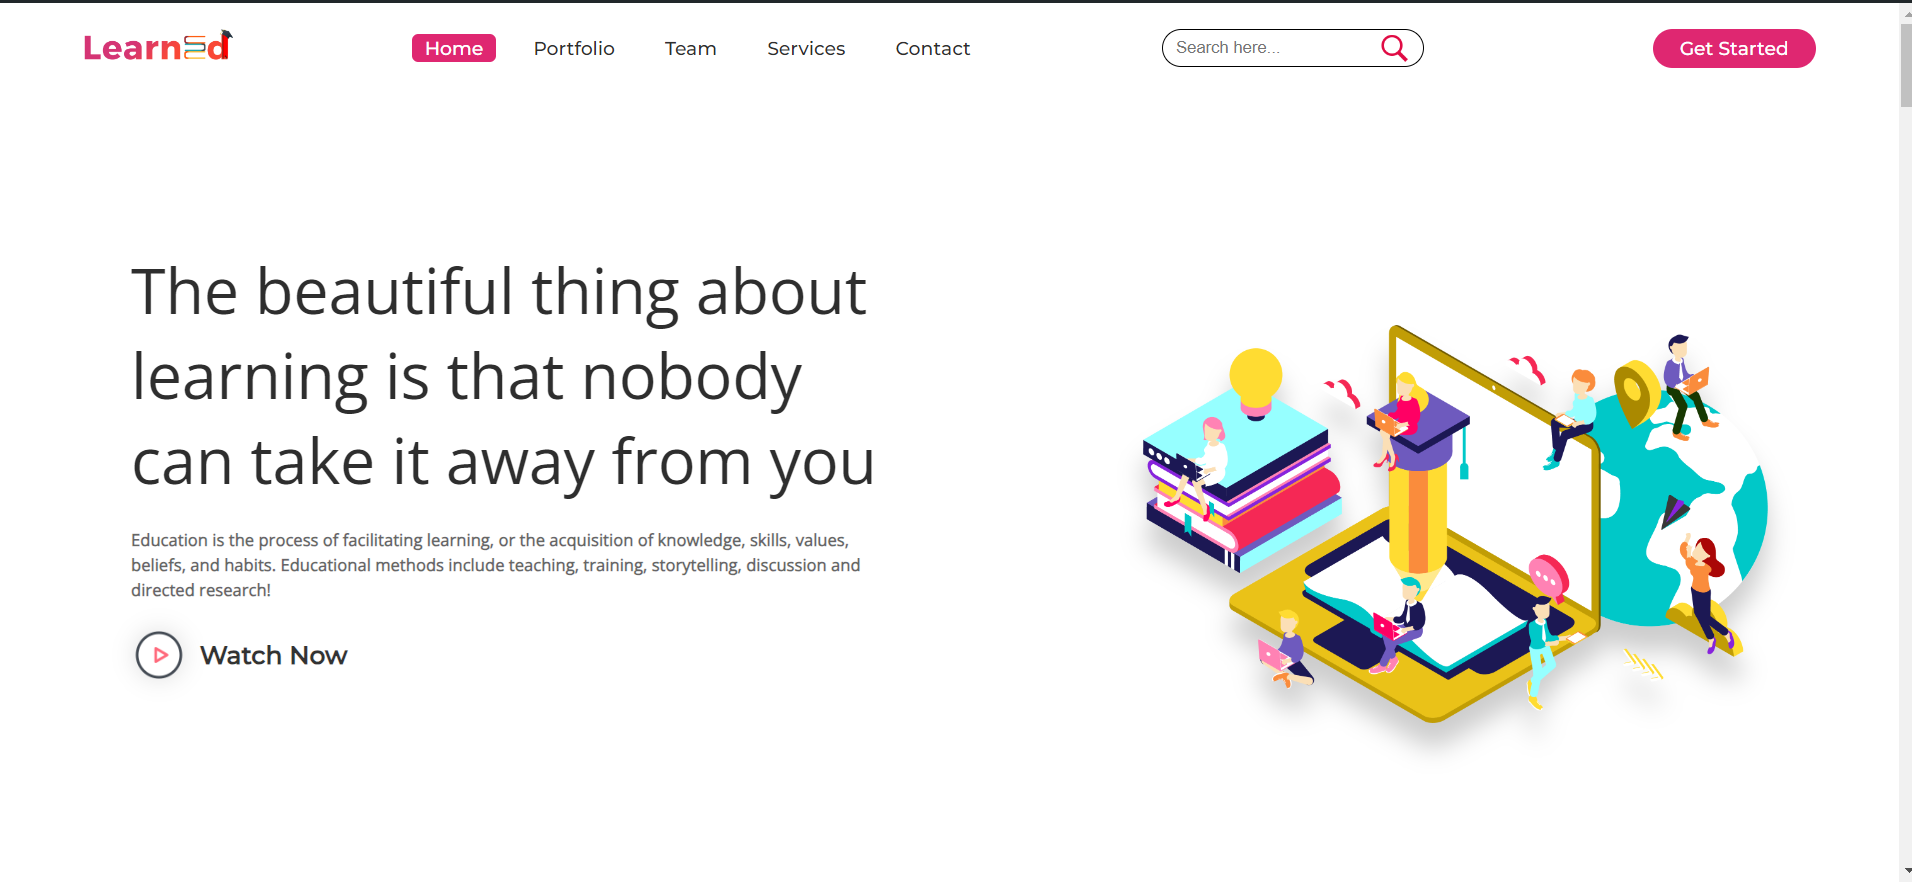 LearnEd
Home
Portfolio
Team
Services
Contact
Search here...
Get Started
The beautiful thing about
learning is that nobody
can take it away from you
Education is the process of facilitating learning, or the acquisition of knowledge, skills, values,
beliefs, and habits. Educational methods include teaching, training, storytelling, discussion and
directed research!
Watch Now